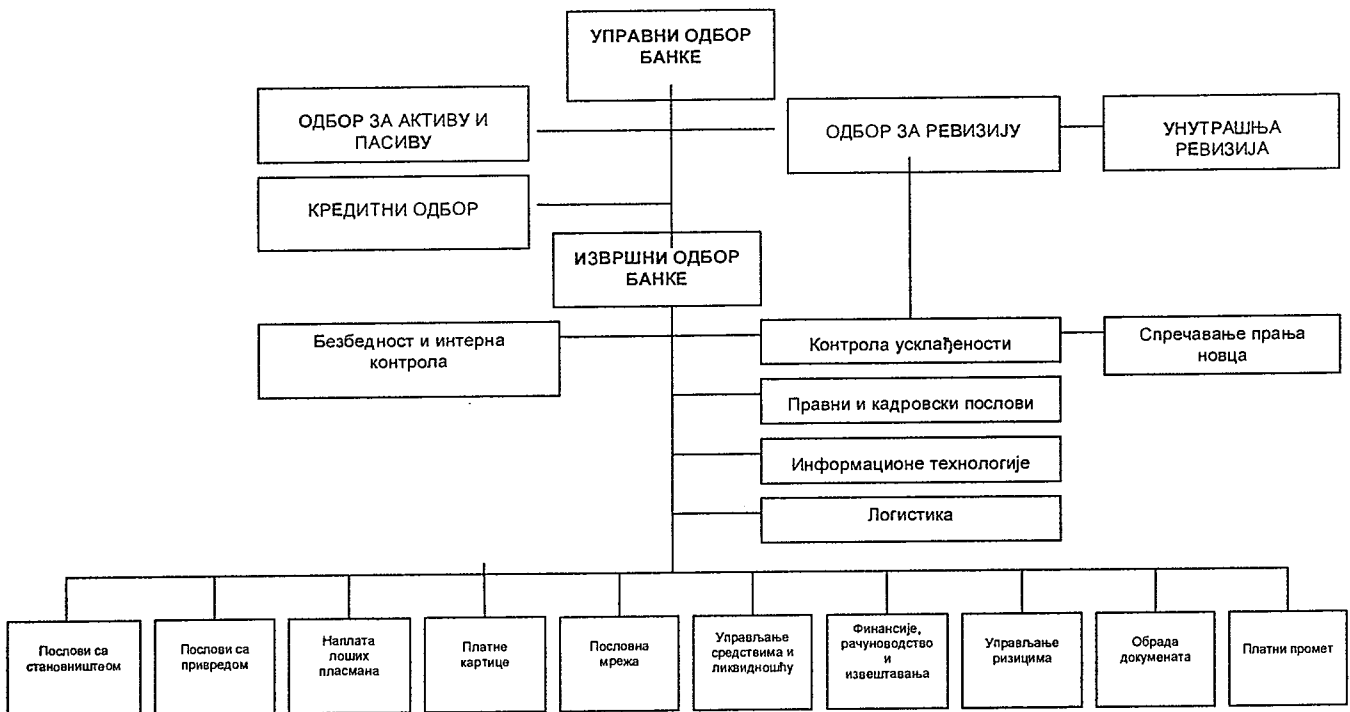 УПРАВНИ ОДБОР
БАНКЕ
ОДБОР ЗА АКТИВУ И
ПАСИВУ
ОДБОР ЗА РЕВИЗИЈУ
УНУТРАШЊА
РЕВИЗИЈА
КРЕДИТНИ ОДБОР
ИЗВРШНИ ОДБОР
БАНКЕ
Безбедност и интерна
контрола
Контрола усклађености
Спречавање прања
новца
Правни и кадровски послови
Информационе технологије
Логистика
Послови са
становништвом
Послови са
привредом
Наплата
лоших
пласмана
Платне
картице
Пословна
мрежа
Управљање
средствима и
ликвидношћу
Финансије,
рачуноводство
и
извештавања
Управљање
ризицима
Обрада
докумената
Платни промет